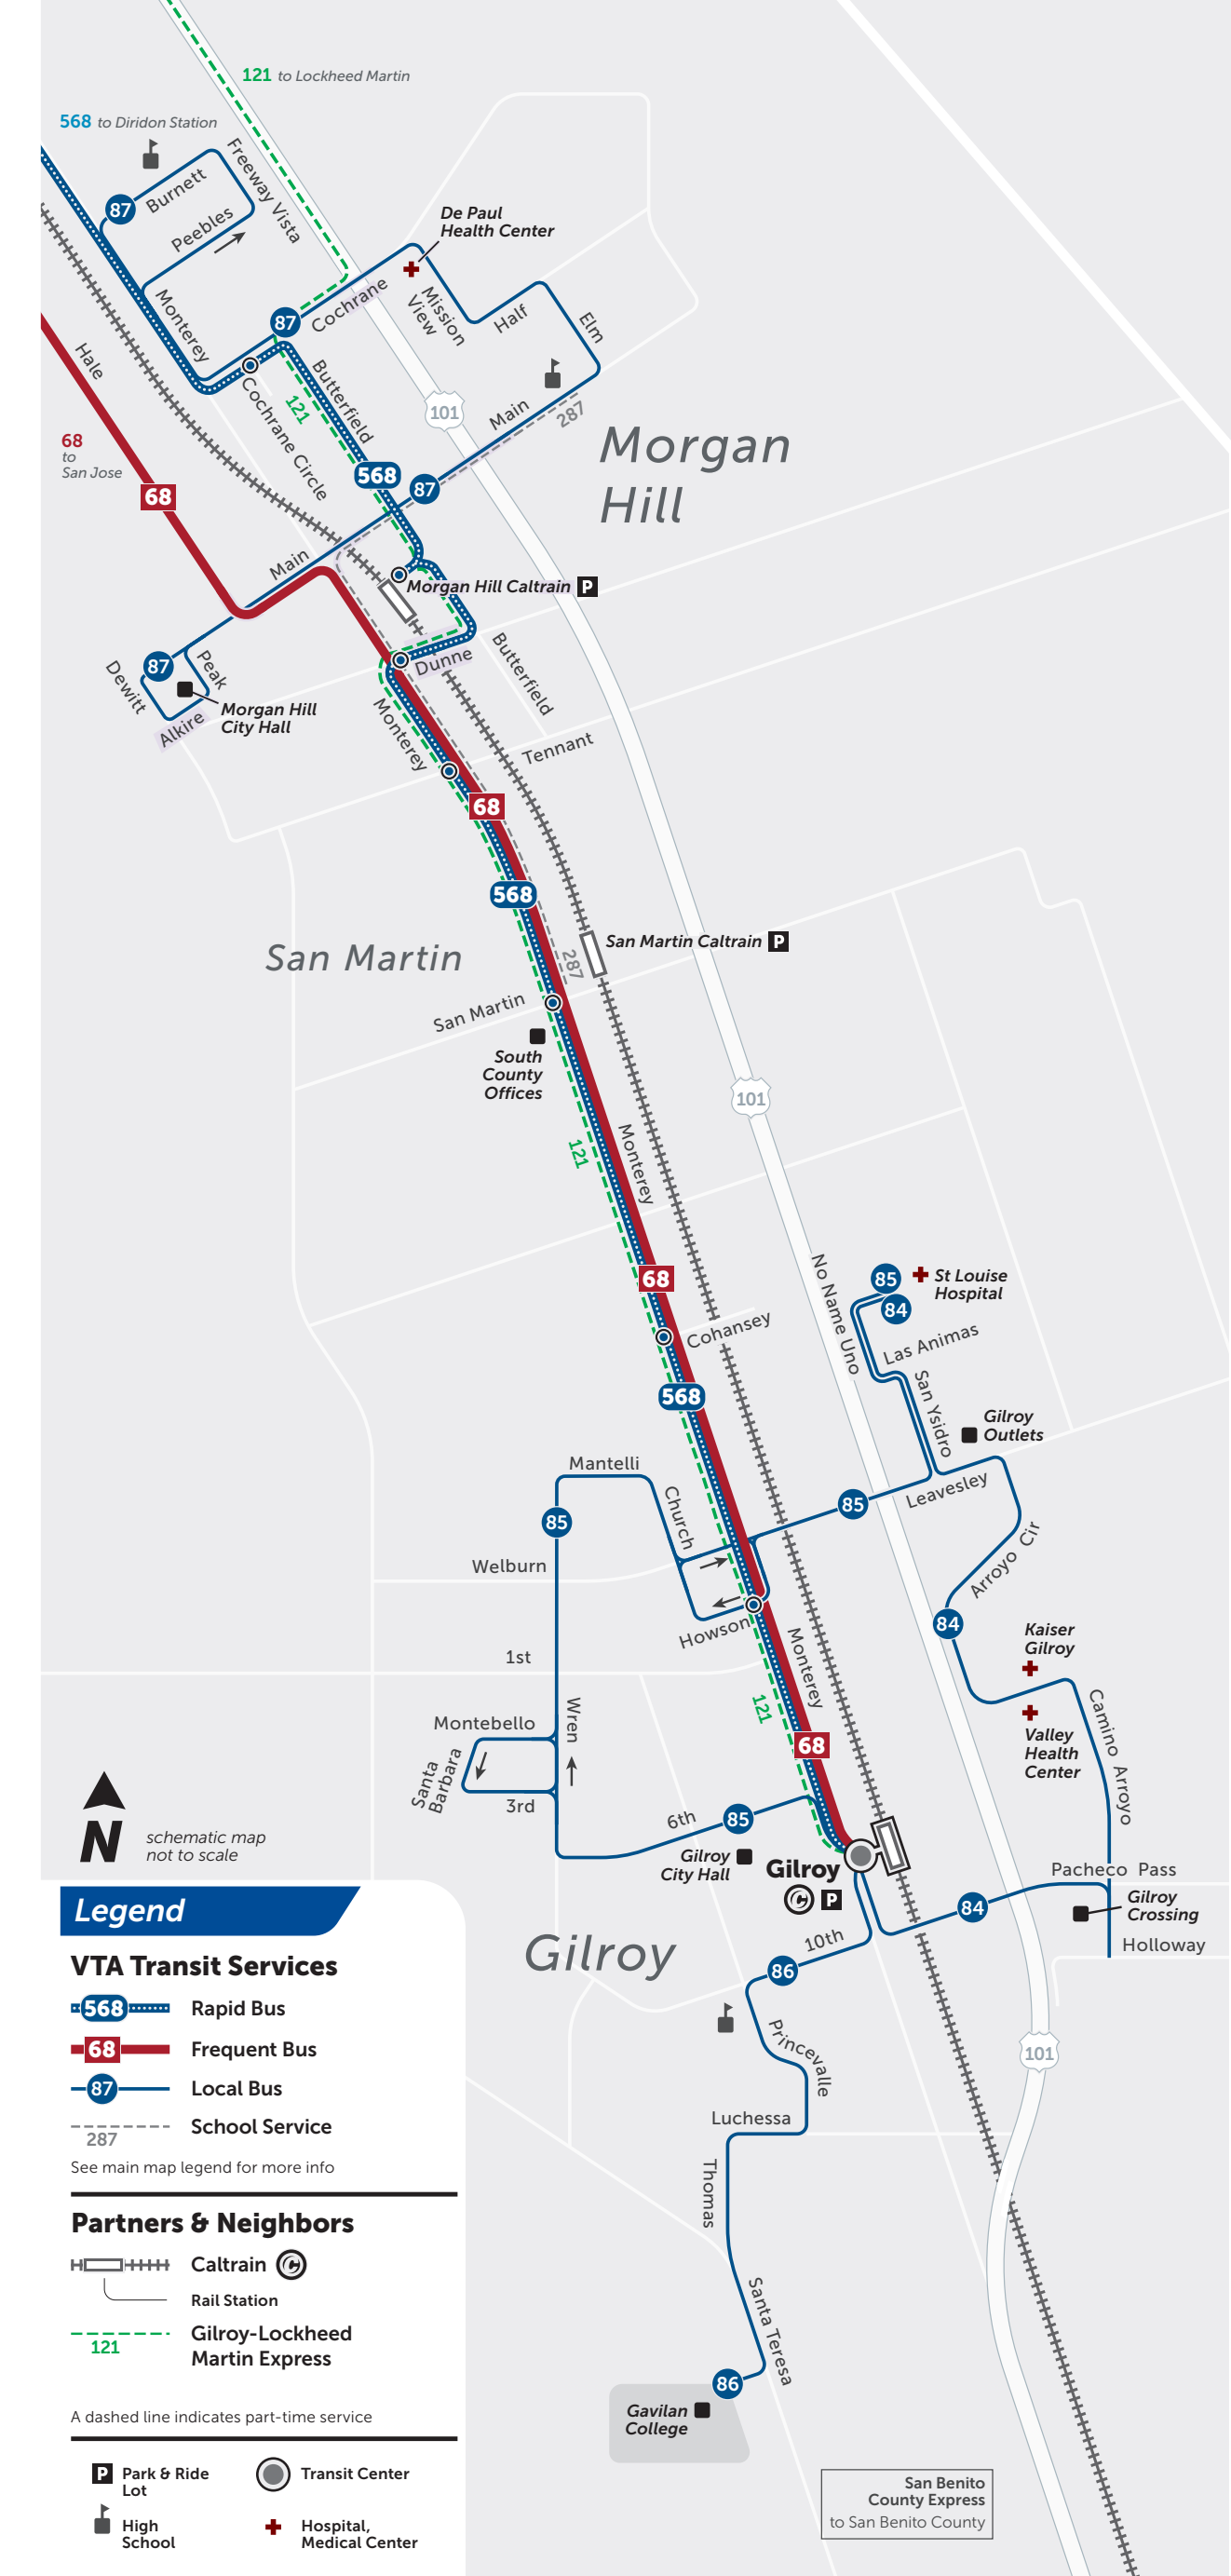 121 to Lockheed Martin
568 to Diridon Station
Freeway Vista
87
Burnett
Peebles
De Paul
Health Center
Monterey
87
Cochrane
Mission
View
Half
Elm
Hale
Cochrane Circle
121
Butterfield
101
Main
287
Morgan
Hill
68
to
San Jose
68
568
87
Main
Morgan Hill Caltrain P
87
Dewitt
Peak
Alkire
Morgan Hill
City Hall
Dunne
Butterfield
Monterey
Tennant
68
568
San Martin
San Martin Caltrain P
287
San Martin
South
County
Offices
101
121
Monterey
No Name Uno
68
85
84
St Louise
Hospital
Cohansey
Las Animas
568
San Ysidro
Gilroy
Outlets
Mantelli
85
Church
85
Leavesley
Welburn
Arroyo Cir
Howson
84
Kaiser
Gilroy
1st
Monterey
121
Wren
Montebello
Santa
Barbara
3rd
68
Valley
Health
Center
Camino Arroyo
6th
85
Gilroy
City Hall
Gilroy
C P
Pacheco Pass
84
Gilroy
Crossing
Holloway
N
schematic map
not to scale
Gilroy
10th
86
Princevalle
101
Luchessa
Thomas
Santa Teresa
86
Gavilan
College
San Benito
County Express
to San Benito County
Legend
VTA Transit Services
568 Rapid Bus
68 Frequent Bus
87 Local Bus
287 School Service
See main map legend for more info
Partners & Neighbors
Caltrain C
Rail Station
121
Gilroy-Lockheed
Martin Express
A dashed line indicates part-time service
P Park & Ride
Lot
Transit Center
High
School
Hospital,
Medical Center